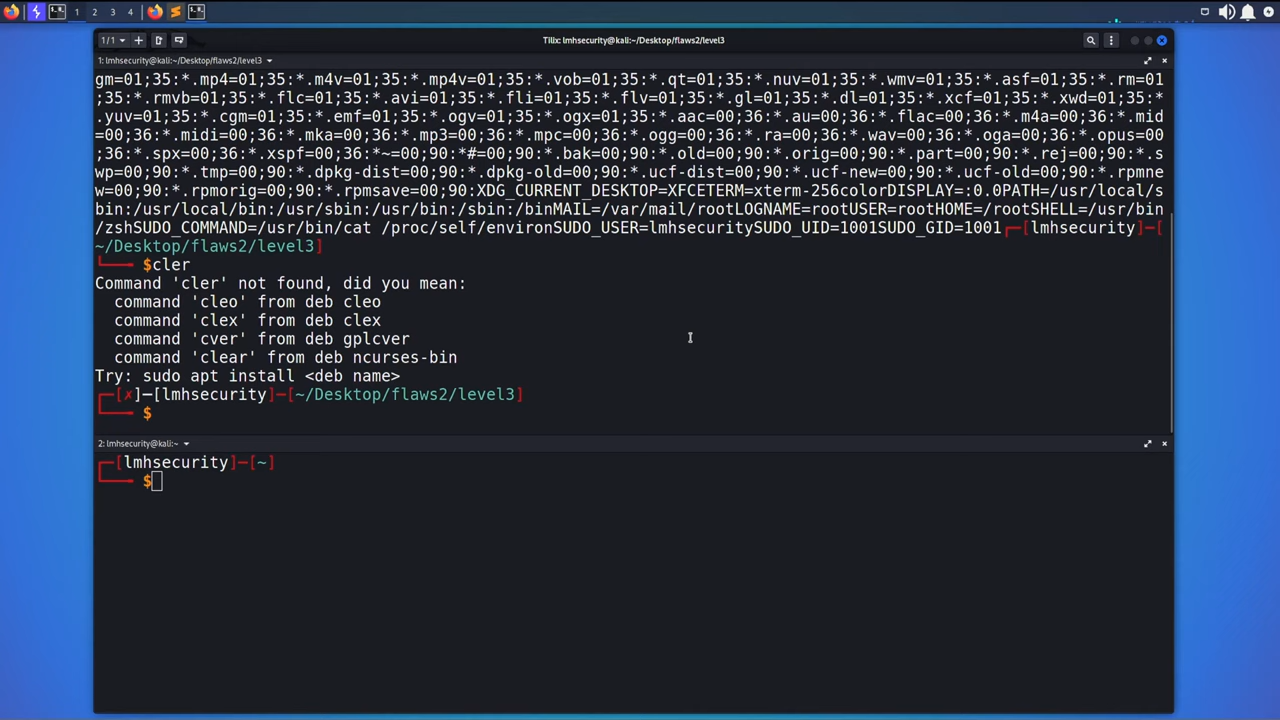 1 2 3 4
1/1 Tilix: lmhsecurity@kali:~/Desktop/flaws2/level3
1: lmhsecurity@kali:~/Desktop/flaws2/level3
gm=01;35:*.mp4=01;35:*.m4v=01;35:*.mp4v=01;35:*.vob=01;35:*.qt=01;35:*.nuv=01;35:*.wmv=01;35:*.asf=01;35:*.rm=01
;35:*.rmvb=01;35:*.flc=01;35:*.avi=01;35:*.fli=01;35:*.flv=01;35:*.gl=01;35:*.dl=01;35:*.xcf=01;35:*.xwd=01;35:*
.yuv=01;35:*.cgm=01;35:*.emf=01;35:*.ogv=01;35:*.ogx=01;35:*.aac=00;36:*.au=00;36:*.flac=00;36:*.m4a=00;36:*.mid
=00;36:*.midi=00;36:*.mka=00;36:*.mp3=00;36:*.mpc=00;36:*.ogg=00;36:*.ra=00;36:*.wav=00;36:*.oga=00;36:*.opus=00
;36:*.spx=00;36:*.xspf=00;36:*~=00;90:*#=00;90:*.bak=00;90:*.old=00;90:*.orig=00;90:*.part=00;90:*.rej=00;90:*.s
wp=00;90:*.tmp=00;90:*.dpkg-dist=00;90:*.dpkg-old=00;90:*.ucf-dist=00;90:*.ucf-new=00;90:*.ucf-old=00;90:*.rpmne
w=00;90:*.rpmorig=00;90:*.rpmsave=00;90:XDG_CURRENT_DESKTOP=XFCETERM=xterm-256colorDISPLAY=:0.0PATH=/usr/local/s
bin:/usr/local/bin:/usr/sbin:/usr/bin:/sbin:/binMAIL=/var/mail/rootLOGNAME=rootUSER=rootHOME=/rootSHELL=/usr/bin
/zshSUDO_COMMAND=/usr/bin/cat /proc/self/environSUDO_USER=lmhsecuritySUDO_UID=1001SUDO_GID=1001┌─[lmhsecurity]─[
~/Desktop/flaws2/level3]
└──╼ $cler
Command 'cler' not found, did you mean:
command 'cleo' from deb cleo
command 'clex' from deb clex
command 'cver' from deb gplcver
command 'clear' from deb ncurses-bin
Try: sudo apt install <deb name>
┌─[✗]─[lmhsecurity]─[~/Desktop/flaws2/level3]
└──╼ $
2: lmhsecurity@kali:~
┌─[lmhsecurity]─[~]
└──╼ $